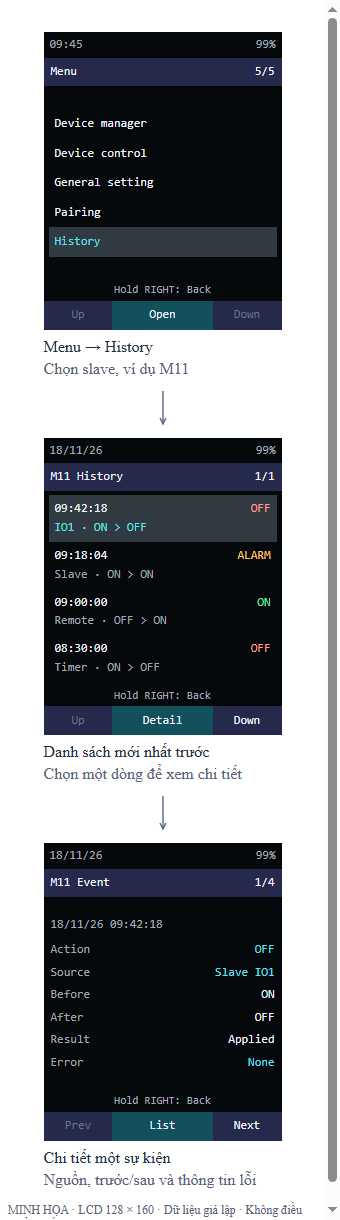 09:45 99%
Menu 5/5
Device manager
Device control
General setting
Pairing
History
Hold RIGHT: Back
Up Open Down
Menu → History
Chọn slave, ví dụ M11
18/11/26 99%
M11 History 1/1
09:42:18 OFF
IO1 · ON > OFF
09:18:04 ALARM
Slave · ON > ON
09:00:00 ON
Remote · OFF > ON
08:30:00 OFF
Timer · ON > OFF
Hold RIGHT: Back
Up Detail Down
Danh sách mới nhất trước
Chọn một dòng để xem chi tiết
18/11/26 99%
M11 Event 1/4
18/11/26 09:42:18
Action OFF
Source Slave IO1
Before ON
After OFF
Result Applied
Error None
Hold RIGHT: Back
Prev List Next
Chi tiết một sự kiện
Nguồn, trước/sau và thông tin lỗi
MINH HỌA · LCD 128 × 160 · Dữ liệu giả lập · Không điều